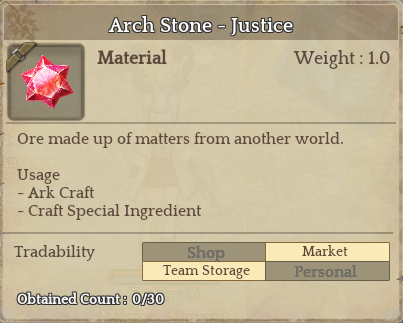 Arch Stone - Justice
Material
Weight : 1.0
Ore made up of matters from another world.
Usage
- Ark Craft
- Craft Special Ingredient
Tradability
Shop
Market
Team Storage
Personal
Obtained Count : 0/30